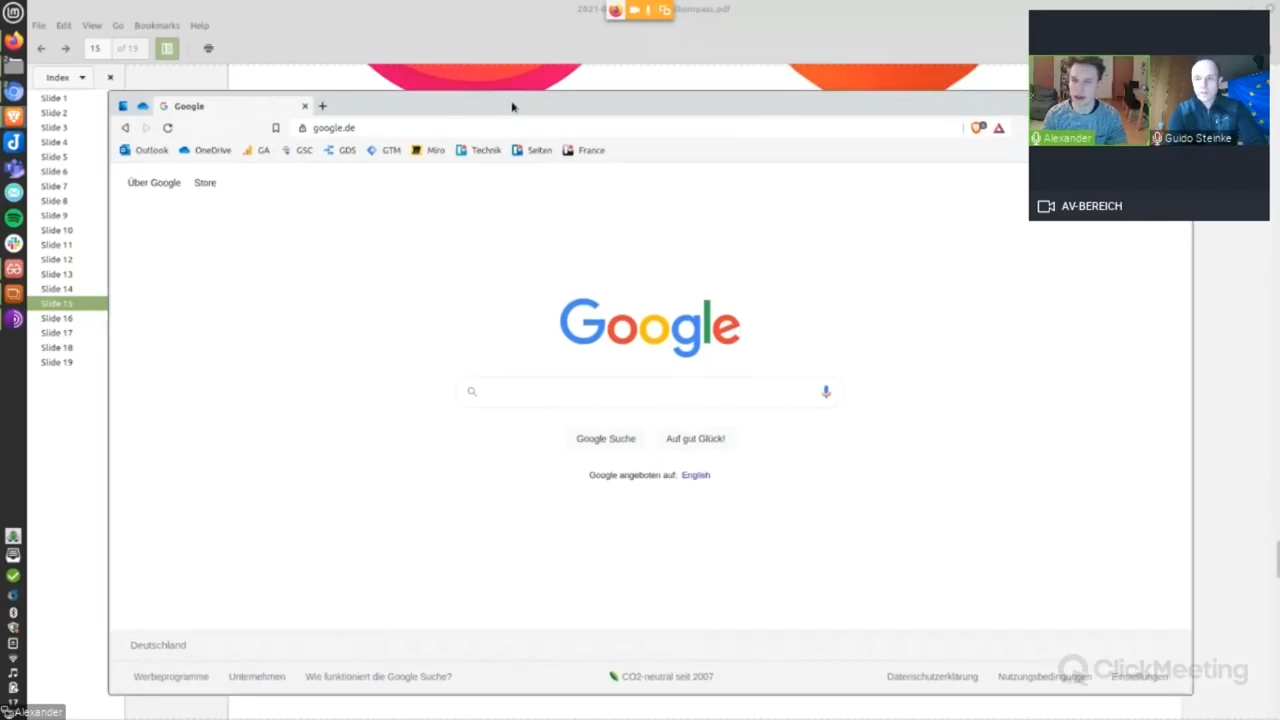 2021-0 kompass.pdf
File Edit View Go Bookmarks Help
15 of 19
Index
Slide 1
Slide 2
Slide 3
Slide 4
Slide 5
Slide 6
Slide 7
Slide 8
Slide 9
Slide 10
Slide 11
Slide 12
Slide 13
Slide 14
Slide 15
Slide 16
Slide 17
Slide 18
Slide 19
Google
google.de
Outlook OneDrive GA GSC GDS GTM Miro Technik Seiten France
Über Google Store
Google
Google Suche Auf gut Glück!
Google angeboten auf: English
Deutschland
Werbeprogramme Unternehmen Wie funktioniert die Google Suche? CO2-neutral seit 2007 Datenschutzerklärung Nutzungsbedingungen Einstellungen
ClickMeeting
Alexander Guido Steinke
AV-BEREICH
17
Alexander